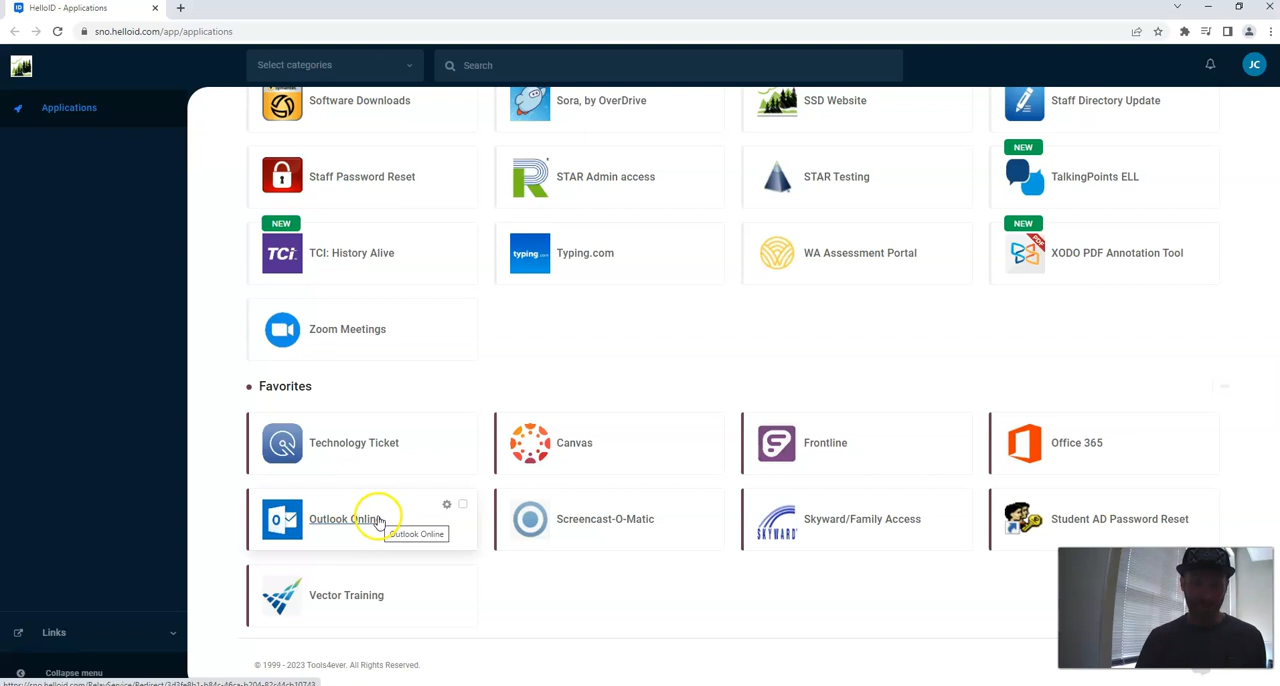 HelloID
sno.helloid.com/app/applications
Select categories
Search
JC
Applications
Software Downloads
Sora, by OverDrive
SSD Website
Staff Directory Update
Staff Password Reset
STAR Admin access
STAR Testing
NEW
TalkingPoints ELL
NEW
TCi
TCI: History Alive
typing.com
Typing.com
WA Assessment Portal
NEW
PDF
XODO PDF Annotation Tool
Zoom Meetings
Favorites
Technology Ticket
Canvas
Frontline
Office 365
Outlook Online
Outlook Online
Screencast-O-Matic
SKYWARD
Skyward/Family Access
Student AD Password Reset
Vector Training
Links
© 1999 - 2023 Tools4ever. All Rights Reserved.
Collapse menu